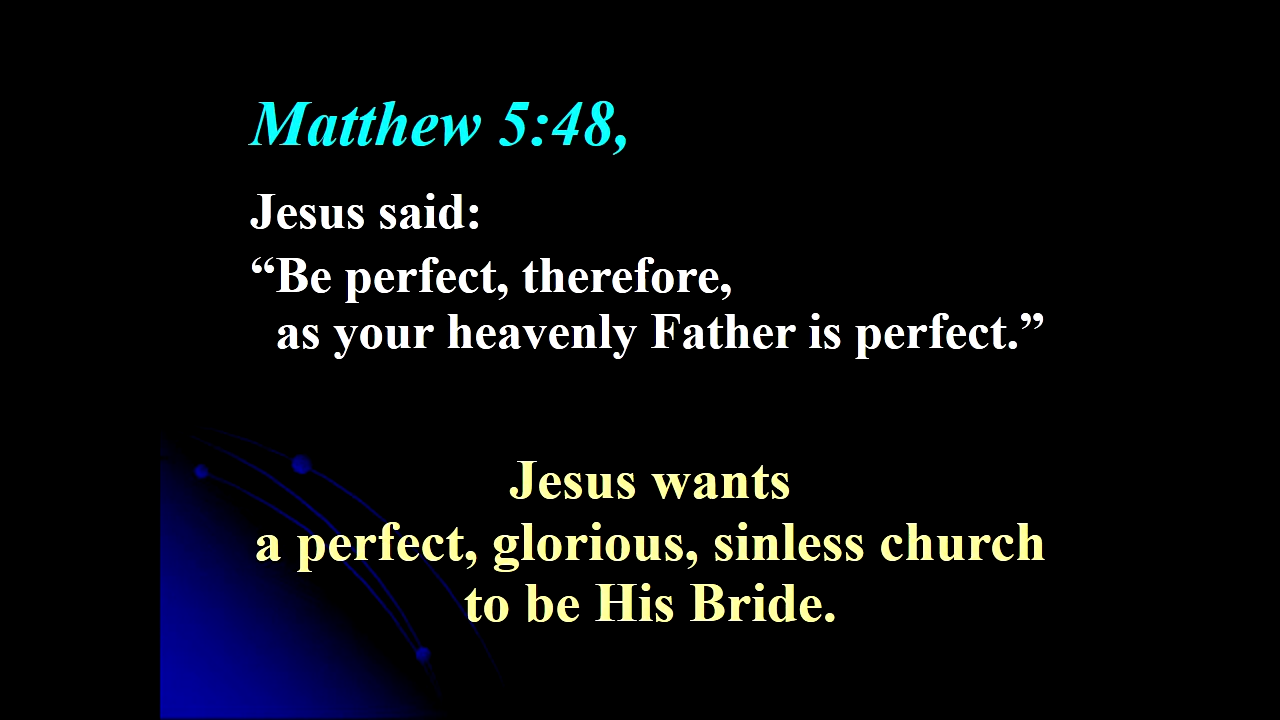 Matthew 5:48,
Jesus said:
“Be perfect, therefore,
as your heavenly Father is perfect.”
Jesus wants
a perfect, glorious, sinless church
to be His Bride.